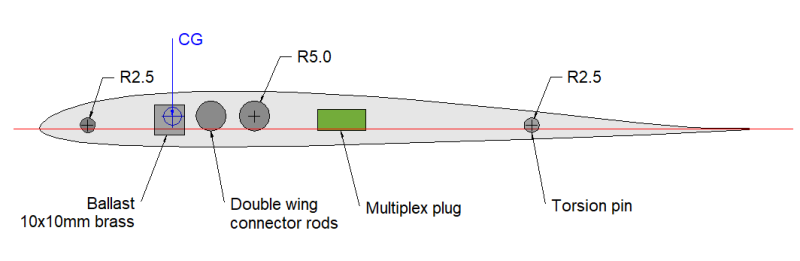 CG
R2.5
R5.0
R2.5
Ballast
10x10mm brass
Double wing
connector rods
Multiplex plug
Torsion pin